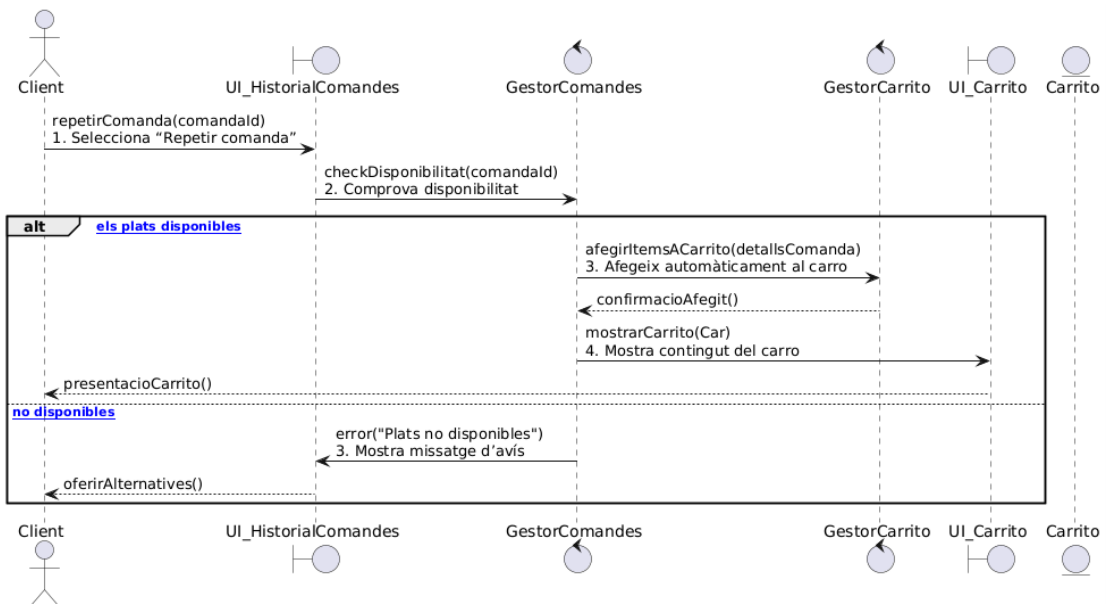 Client
UI_HistorialComandes
GestorComandes
GestorCarrito
UI_Carrito
Carrito
repetirComanda(comandaId)
1. Selecciona “Repetir comanda”
checkDisponibilitat(comandaId)
2. Comprova disponibilitat
alt
els plats disponibles
afegirItemsACarrito(detallsComanda)
3. Afegeix automàticament al carro
confirmacioAfegit()
mostrarCarrito(Car)
4. Mostra contingut del carro
presentacioCarrito()
no disponibles
error("Plats no disponibles")
3. Mostra missatge d’avís
oferirAlternatives()
Client
UI_HistorialComandes
GestorComandes
GestorCarrito
UI_Carrito
Carrito